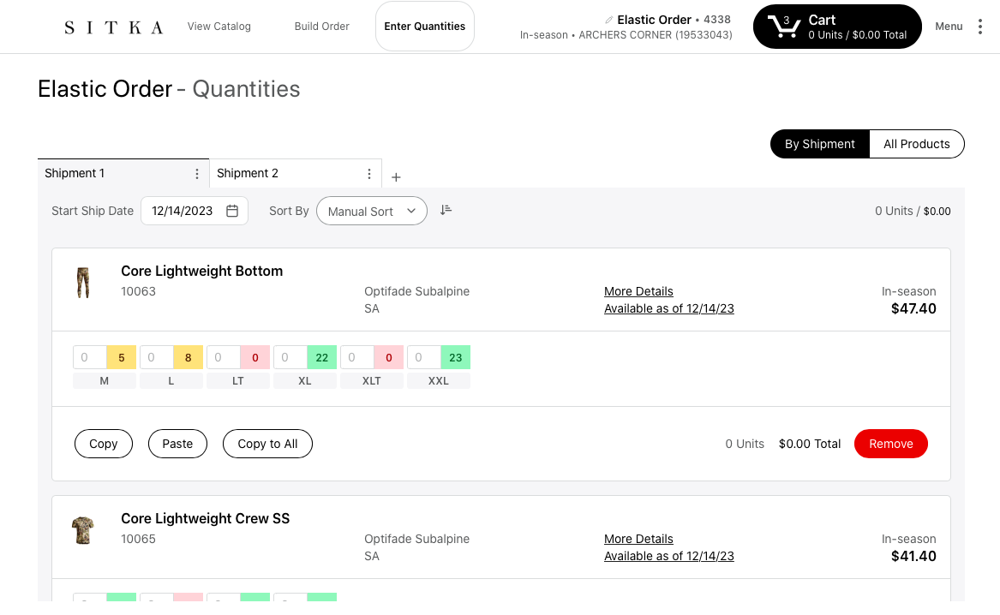 SITKA
View Catalog
Build Order
Enter Quantities
Elastic Order • 4338
In-season • ARCHERS CORNER (19533043)
3
Cart
0 Units / $0.00 Total
Menu
Elastic Order - Quantities
By Shipment
All Products
Shipment 1
Shipment 2
+
Start Ship Date
12/14/2023
Sort By
Manual Sort
0 Units / $0.00
Core Lightweight Bottom
10063
Optifade Subalpine
SA
More Details
Available as of 12/14/23
In-season
$47.40
0 5 0 8 0 0 0 22 0 0 0 23
M L LT XL XLT XXL
Copy
Paste
Copy to All
0 Units
$0.00 Total
Remove
Core Lightweight Crew SS
10065
Optifade Subalpine
SA
More Details
Available as of 12/14/23
In-season
$41.40